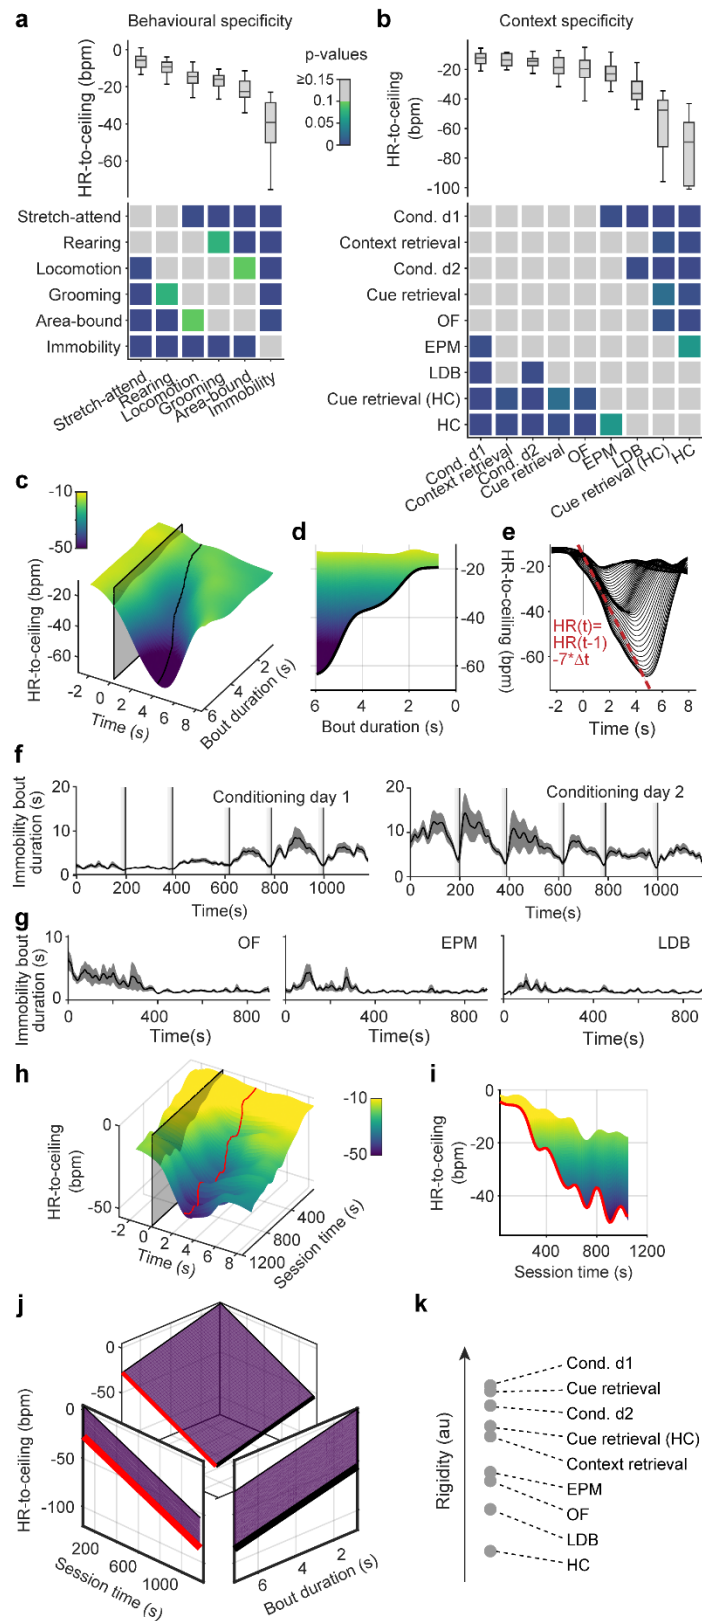 a
Behavioural specificity
HR-to-ceiling (bpm)
0
-20
-40
-60
p-values
≥0.15
0.1
0.05
0
Stretch-attend
Rearing
Locomotion
Grooming
Area-bound
Immobility
Stretch-attend
Rearing
Locomotion
Grooming
Area-bound
Immobility
b
Context specificity
HR-to-ceiling
(bpm)
-20
-40
-60
-80
-100
Cond. d1
Context retrieval
Cond. d2
Cue retrieval
OF
EPM
LDB
Cue retrieval (HC)
HC
Cond. d1
Context retrieval
Cond. d2
Cue retrieval
OF
EPM
LDB
Cue retrieval (HC)
HC
c
-10
-50
HR-to-ceiling (bpm)
-20
-40
-60
-2
0
2
4
6
8
Time (s)
6
4
2
Bout duration (s)
d
-20
-40
-60
HR-to-ceiling (bpm)
6
4
2
0
Bout duration (s)
e
-20
-40
-60
HR(t)=
HR(t-1)
-7*Δt
-2
0
2
4
6
8
Time (s)
f
Immobility bout
duration (s)
20
10
0
Conditioning day 1
0
200
400
600
800
1000
Time(s)
20
10
0
Conditioning day 2
0
200
400
600
800
1000
Time(s)
g
Immobility bout
duration (s)
10
0
OF
0
200
400
800
Time(s)
EPM
0
400
800
Time(s)
LDB
0
400
800
Time(s)
h
HR-to-ceiling
(bpm)
0
-50
-10
-50
-2
0
2
4
6
8
Time (s)
1200
800
400
Session time (s)
i
HR-to-ceiling
(bpm)
0
-20
-40
400
800
1200
Session time (s)
j
HR-to-ceiling (bpm)
0
-50
0
-50
-100
200
600
1000
Session time (s)
6
4
2
Bout duration (s)
k
Rigidity (au)
Cond. d1
Cue retrieval
Cond. d2
Cue retrieval (HC)
Context retrieval
EPM
OF
LDB
HC